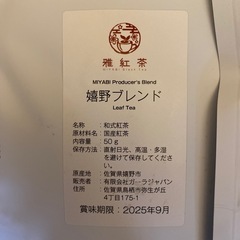 雅紅茶
MIYABI BLACK TEA
MIYABI Producer's Blend
嬉野ブレンド
Leaf Tea
名称：和式紅茶
原材料名：国産紅茶
内容量：50g
保存方法：直射日光、高温・多湿
を避けて保存してください。
原産地：佐賀県嬉野市
販売者：有限会社ガーラジャパン
佐賀県鳥栖市弥生が丘
4丁目175-1
賞味期限：2025年9月